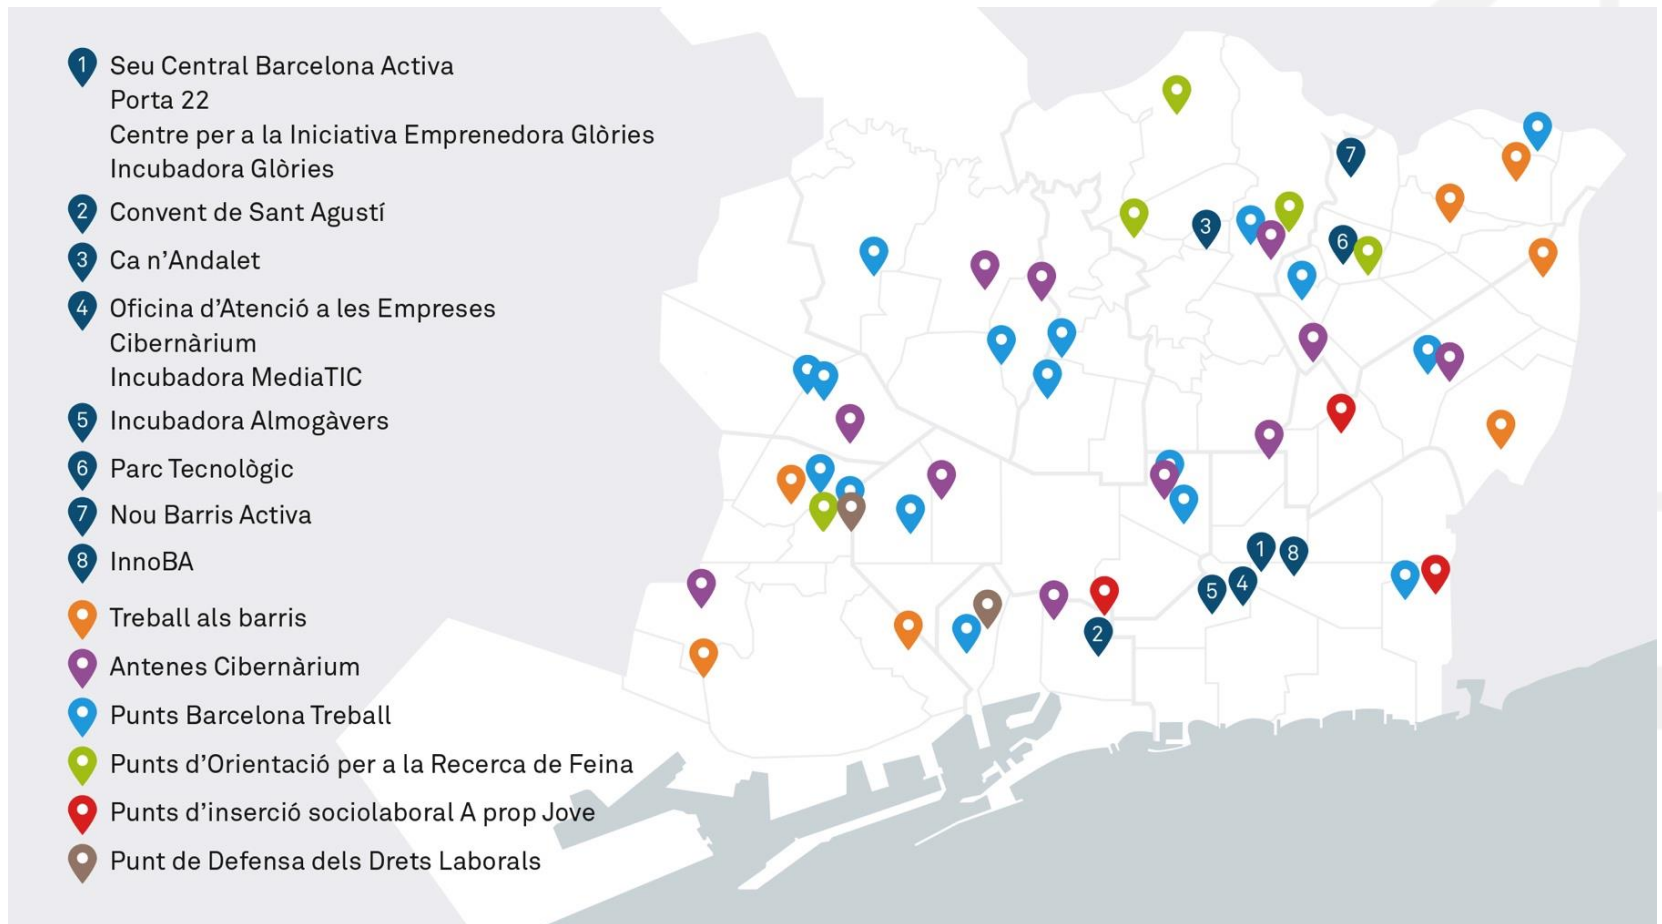 1 Seu Central Barcelona Activa
Porta 22
Centre per a la Iniciativa Emprenedora Glòries
Incubadora Glòries
2 Convent de Sant Agustí
3 Ca n’Andalet
4 Oficina d’Atenció a les Empreses
Cibernàrium
Incubadora MediaTIC
5 Incubadora Almogàvers
6 Parc Tecnològic
7 Nou Barris Activa
8 InnoBA
Treball als barris
Antenes Cibernàrium
Punts Barcelona Treball
Punts d’Orientació per a la Recerca de Feina
Punts d’inserció sociolaboral A prop Jove
Punt de Defensa dels Drets Laborals
7
3
6
1
8
5
4
2